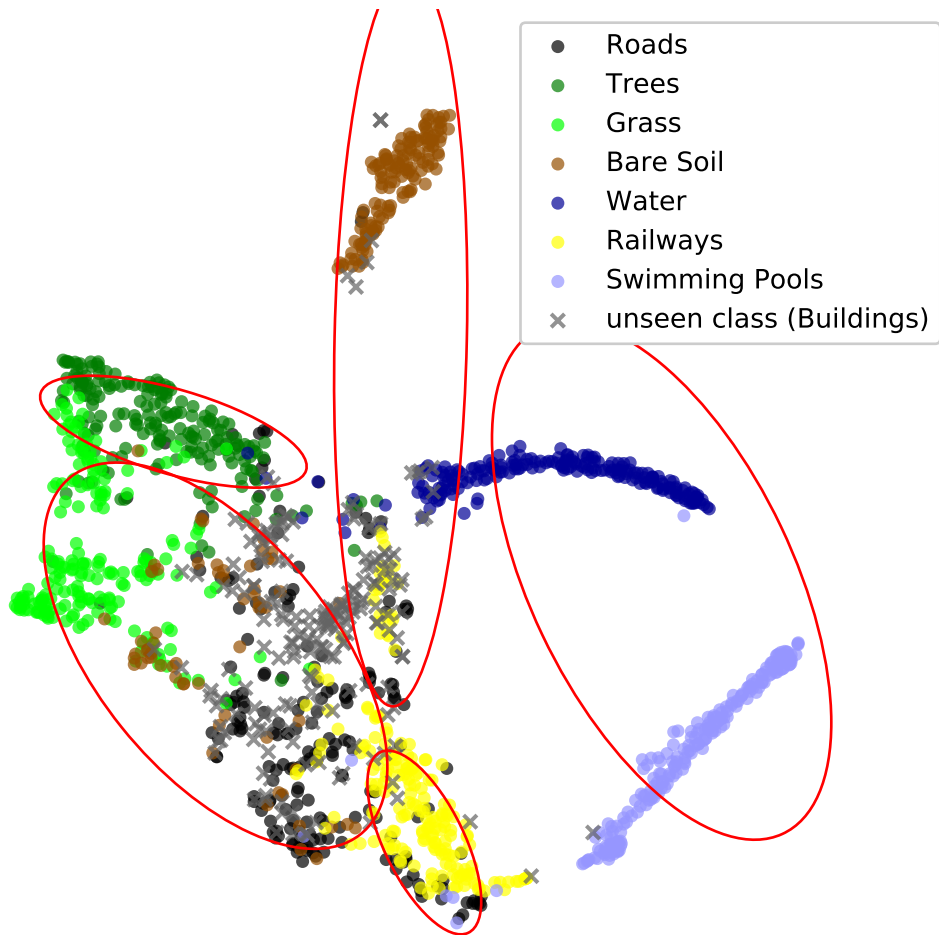 Roads
Trees
Grass
Bare Soil
Water
Railways
Swimming Pools
unseen class (Buildings)